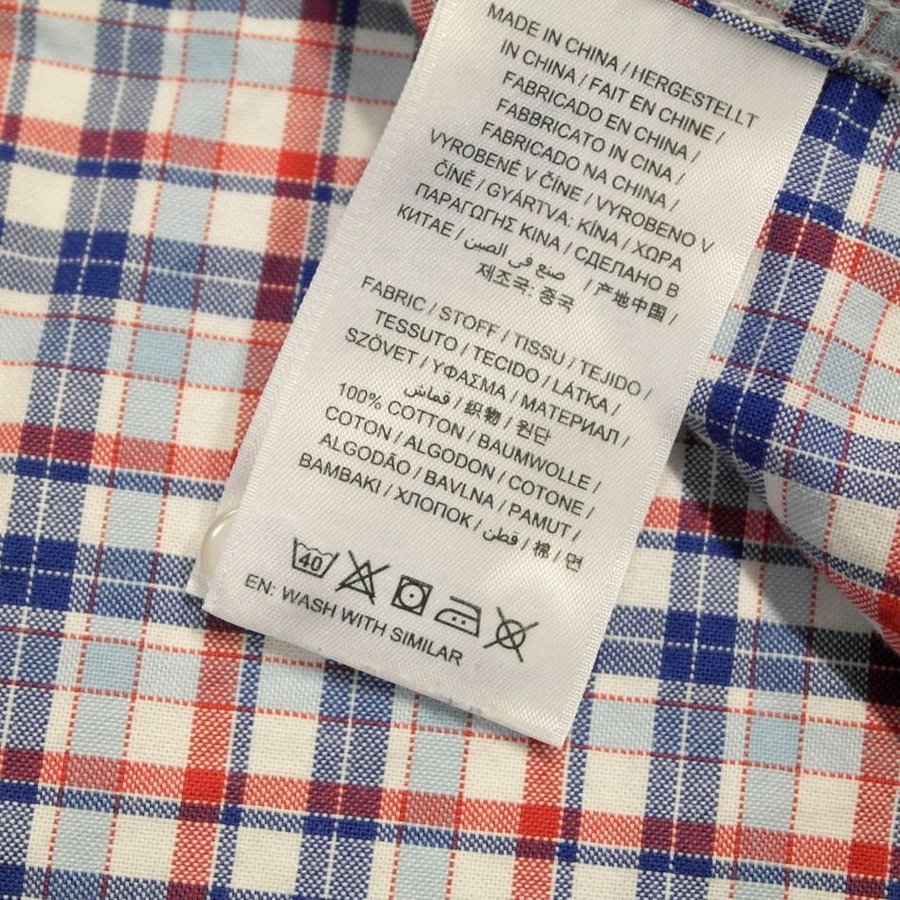 MADE IN CHINA / HERGESTELLT
IN CHINA / FAIT EN CHINE /
FABRICADO EN CHINA /
FABBRICATO IN CINA /
FABRICADO NA CHINA /
VYROBENÉ V ČÍNE / VYROBENO V
ČÍNĚ / GYÁRTVA: KÍNA / ΧΩΡΑ
ΠΑΡΑΓΩΓΗΣ ΚΙΝΑ / СДЕЛАНО В
КИТАЕ / صنع في الصين / 产地中国 /
제조국: 중국
FABRIC / STOFF / TISSU / TEJIDO /
TESSUTO / TECIDO / LÁTKA /
SZÖVET / ΥΦΑΣΜΑ / МАТЕРИАЛ /
قماش / 织物 / 원단
100% COTTON / BAUMWOLLE /
COTON / ALGODON / COTONE /
ALGODÃO / BAVLNA / PAMUT /
BAMBAKI / ХЛОПОК / قطن / 棉 / 면
40
EN: WASH WITH SIMILAR